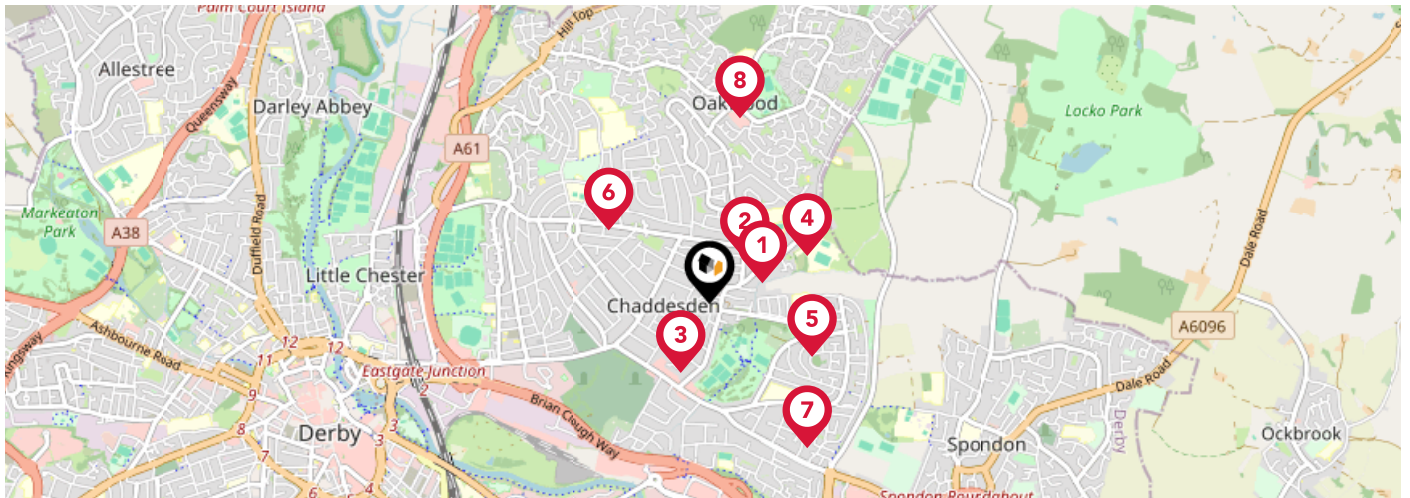 Palm Court Island
Hill Top
Allestree
Queensway
Darley Abbey
8
Oakwood
Locko Park
A61
6
Markeaton
Park
A38
Duffield Road
2
4
1
Dale Road
Little Chester
Chaddesden
3
5
A6096
Kingsway
Ashbourne Road
12
12
11
Eastgate Junction
2
9
Brian Clough Way
Dale Road
7
8
Derby
3
3
Derby
Spondon
Ockbrook
7
6
4
Spondon Roundabout